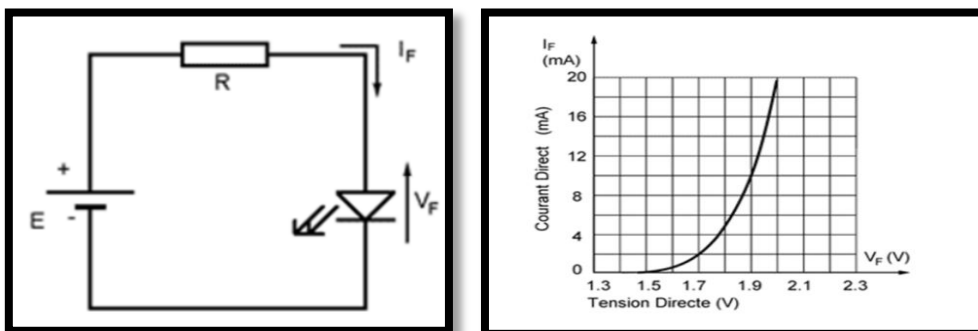 R
I_F
+
E
-
V_F
I_F
(mA)
20
16
12
8
4
0
Courant Direct (mA)
1.3 1.5 1.7 1.9 2.1 2.3
V_F (V)
Tension Directe (V)